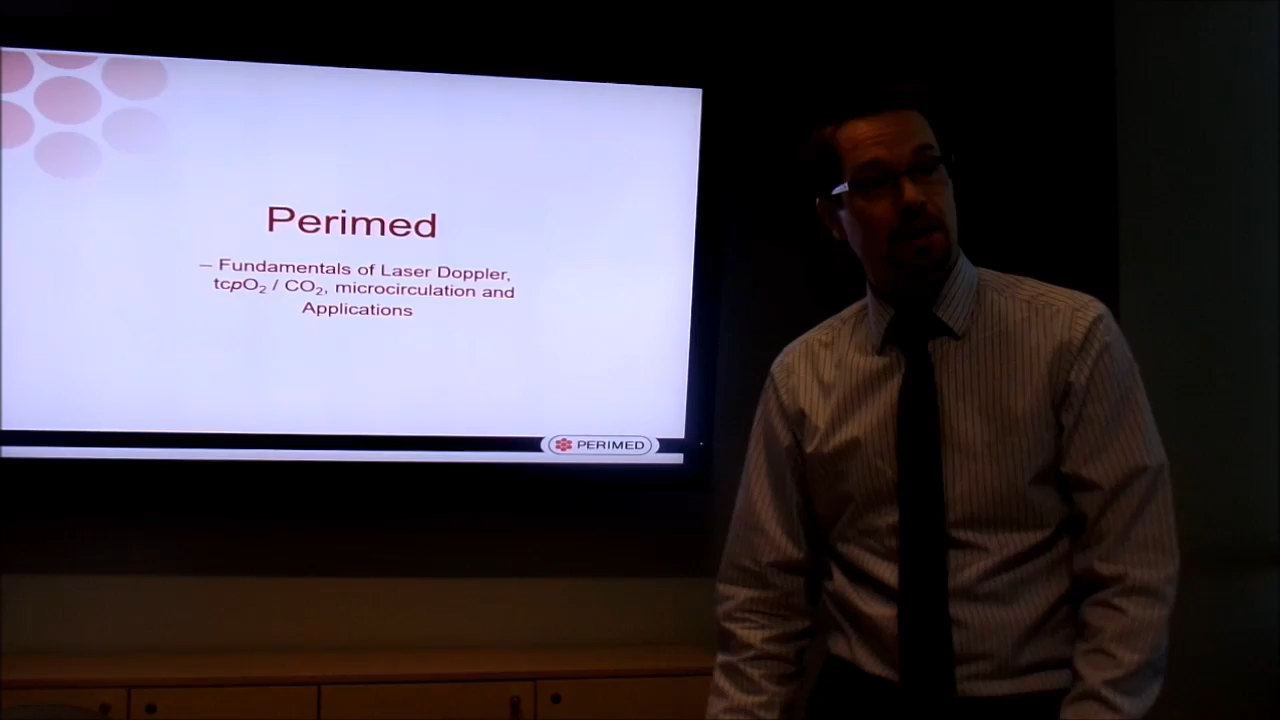 Perimed
– Fundamentals of Laser Doppler,
tcpO₂ / CO₂, microcirculation and
Applications
PERIMED